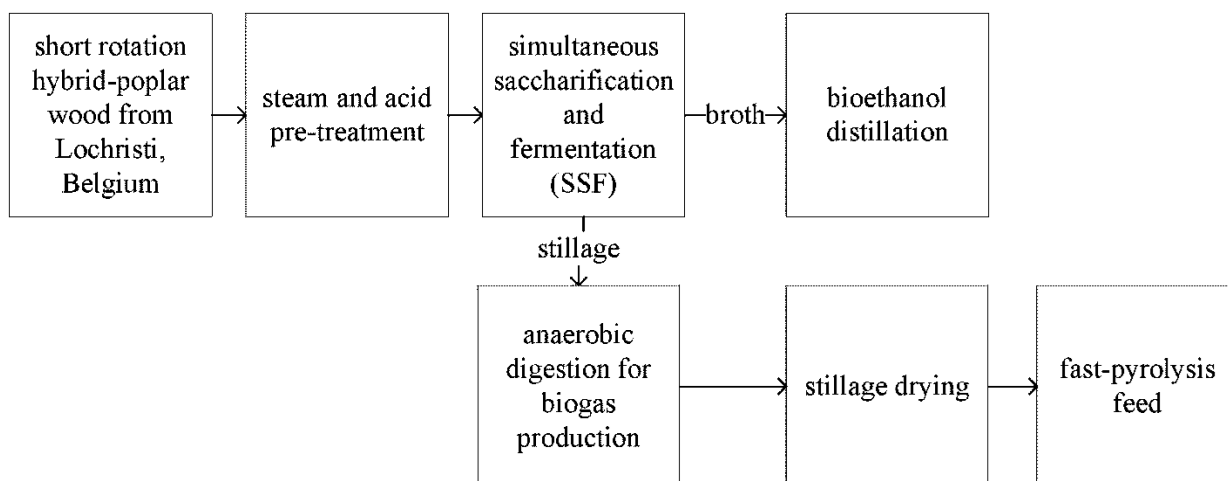 short rotation
hybrid-poplar
wood from
Lochristi,
Belgium
steam and acid
pre-treatment
simultaneous
saccharification
and
fermentation
(SSF)
broth
bioethanol
distillation
stillage
anaerobic
digestion for
biogas
production
stillage drying
fast-pyrolysis
feed